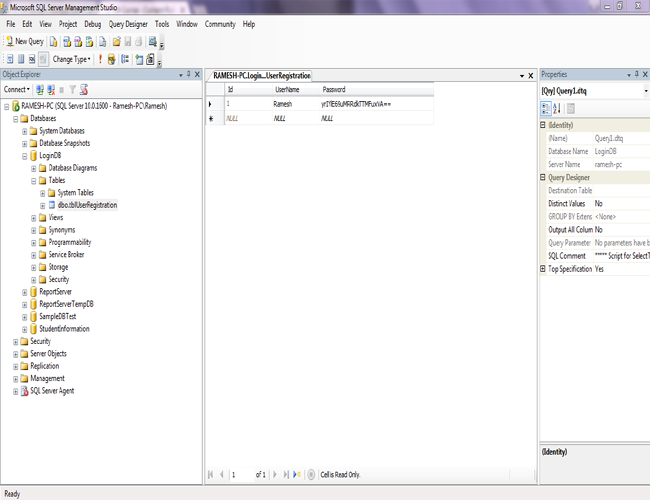 Microsoft SQL Server Management Studio
File Edit View Project Debug Query Designer Tools Window Community Help
New Query
Change Type
Object Explorer
Connect
RAMESH-PC (SQL Server 10.0.1600 - Ramesh-PC\Ramesh)
Databases
System Databases
Database Snapshots
LoginDB
Database Diagrams
Tables
System Tables
dbo.tblUserRegistration
Views
Synonyms
Programmability
Service Broker
Storage
Security
ReportServer
ReportServerTempDB
SampleDBTest
StudentInformation
Security
Server Objects
Replication
Management
SQL Server Agent
RAMESH-PC.Login...UserRegistration
Id UserName Password
1 Ramesh
NULL NULL NULL
1 of 1 Cell is Read Only.
Properties
[Qry] Query1.dtq
(Identity)
(Name) Query1.dtq
Database Name LoginDB
Server Name ramesh-pc
Query Designer
Destination Table
Distinct Values No
GROUP BY Extens <None>
Output All Colum No
Query Parameter No parameters have b
SQL Comment ***** Script for SelectT
Top Specification Yes
(Identity)
Ready